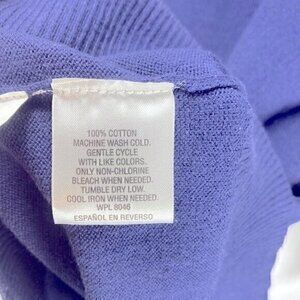 100% COTTON
MACHINE WASH COLD.
GENTLE CYCLE
WITH LIKE COLORS.
ONLY NON-CHLORINE
BLEACH WHEN NEEDED.
TUMBLE DRY LOW.
COOL IRON WHEN NEEDED.
WPL 8046
ESPAÑOL EN REVERSO